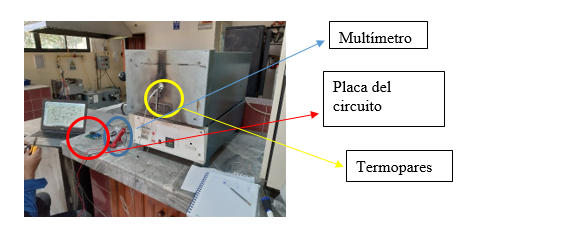 Multímetro
Placa del
circuito
Termopares